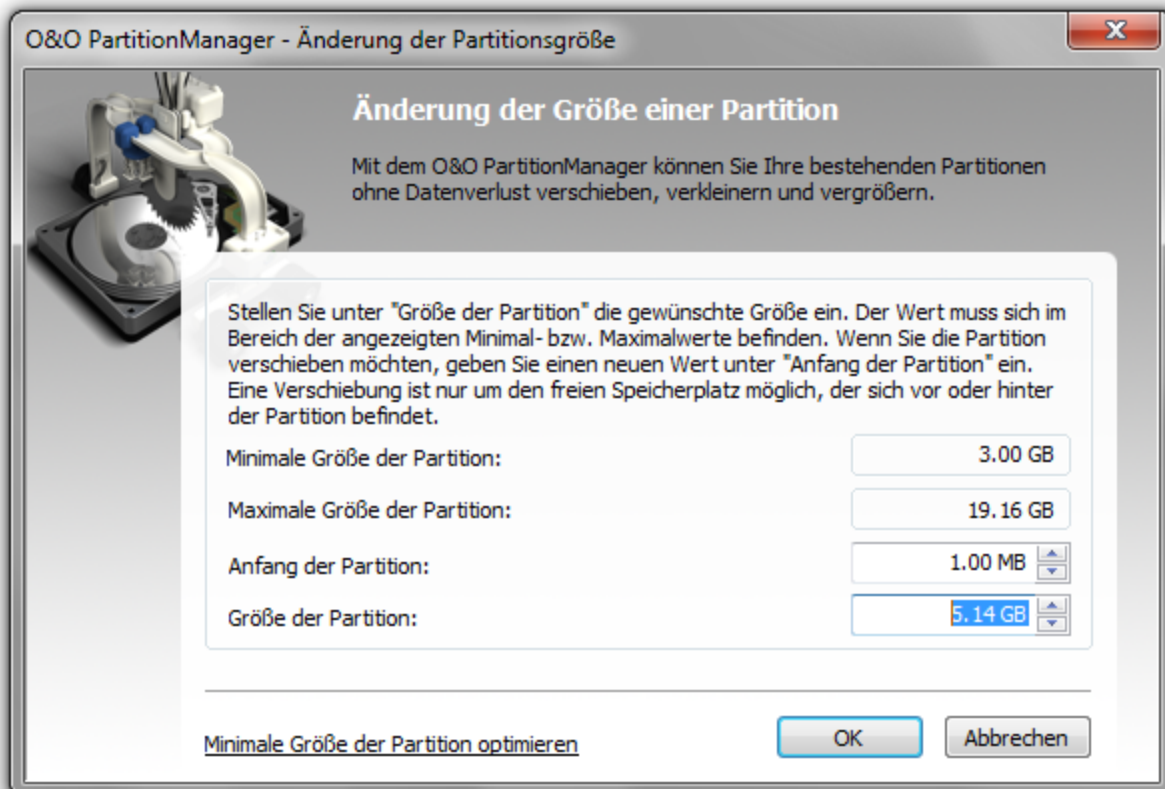 O&O PartitionManager - Änderung der Partitionsgröße
Änderung der Größe einer Partition
Mit dem O&O PartitionManager können Sie Ihre bestehenden Partitionen
ohne Datenverlust verschieben, verkleinern und vergrößern.
Stellen Sie unter "Größe der Partition" die gewünschte Größe ein. Der Wert muss sich im
Bereich der angezeigten Minimal- bzw. Maximalwerte befinden. Wenn Sie die Partition
verschieben möchten, geben Sie einen neuen Wert unter "Anfang der Partition" ein.
Eine Verschiebung ist nur um den freien Speicherplatz möglich, der sich vor oder hinter
der Partition befindet.
Minimale Größe der Partition: 3.00 GB
Maximale Größe der Partition: 19.16 GB
Anfang der Partition: 1.00 MB
Größe der Partition: 5.14 GB
Minimale Größe der Partition optimieren OK Abbrechen